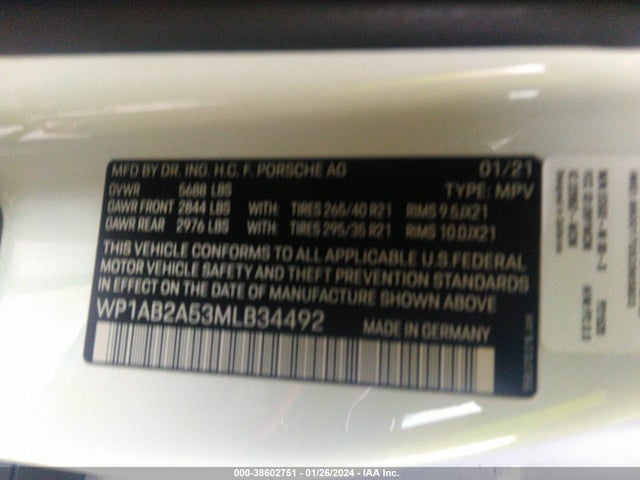 MFD BY DR. ING. H.C. F. PORSCHE AG 01/21
GVWR 5688 LBS TYPE: MPV
GAWR FRONT 2844 LBS WITH: TIRES 265/40 R21 RIMS 9.5JX21
GAWR REAR 2976 LBS WITH: TIRES 295/35 R21 RIMS 10.0JX21
THIS VEHICLE CONFORMS TO ALL APPLICABLE U.S. FEDERAL
MOTOR VEHICLE SAFETY AND THEFT PREVENTION STANDARDS
IN EFFECT ON THE DATE OF MANUFACTURE SHOWN ABOVE.
WP1AB2A53MLB34492 MADE IN GERMANY
000-38602751 - 01/26/2024 - IAA Inc.